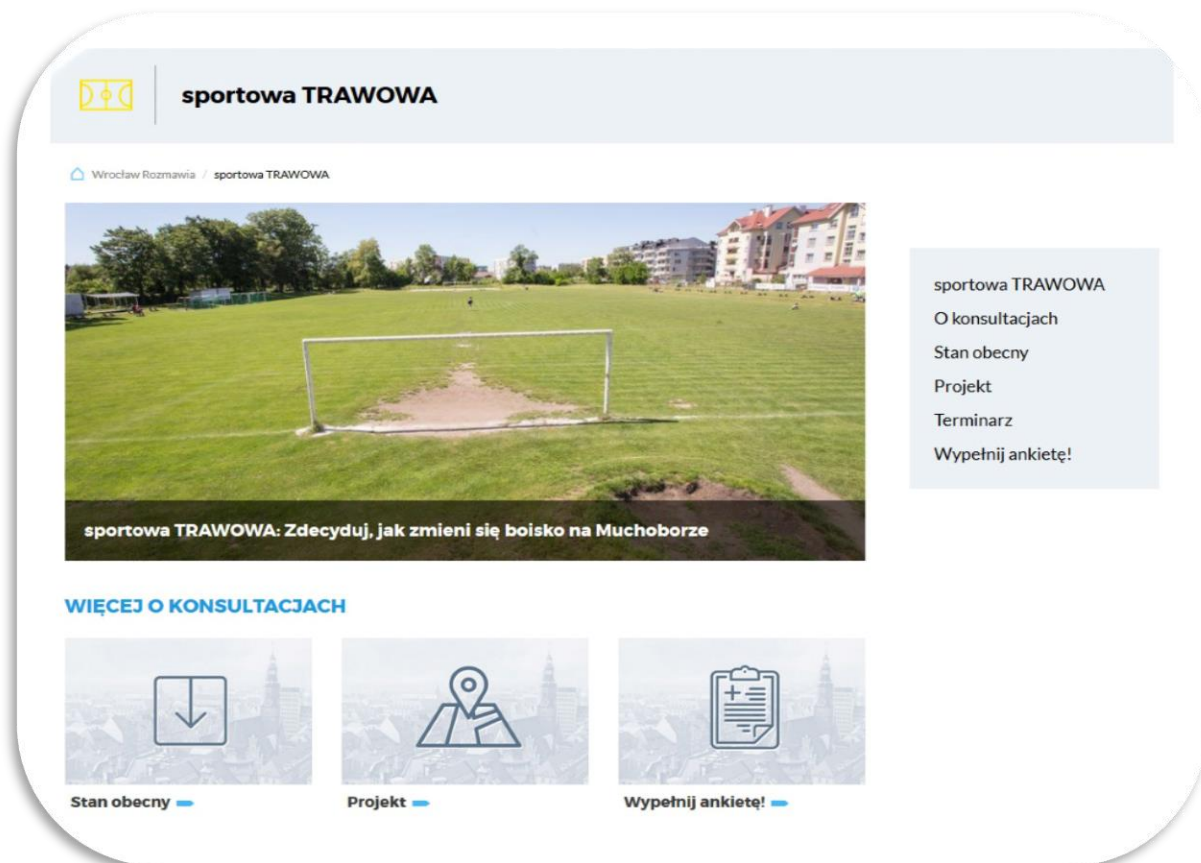 sportowa TRAWOWA
Wrocław Rozmawia / sportowa TRAWOWA
sportowa TRAWOWA: Zdecyduj, jak zmieni się boisko na Muchoborze
sportowa TRAWOWA
O konsultacjach
Stan obecny
Projekt
Terminarz
Wypełnij ankietę!
WIĘCEJ O KONSULTACJACH
Stan obecny
Projekt
Wypełnij ankietę!